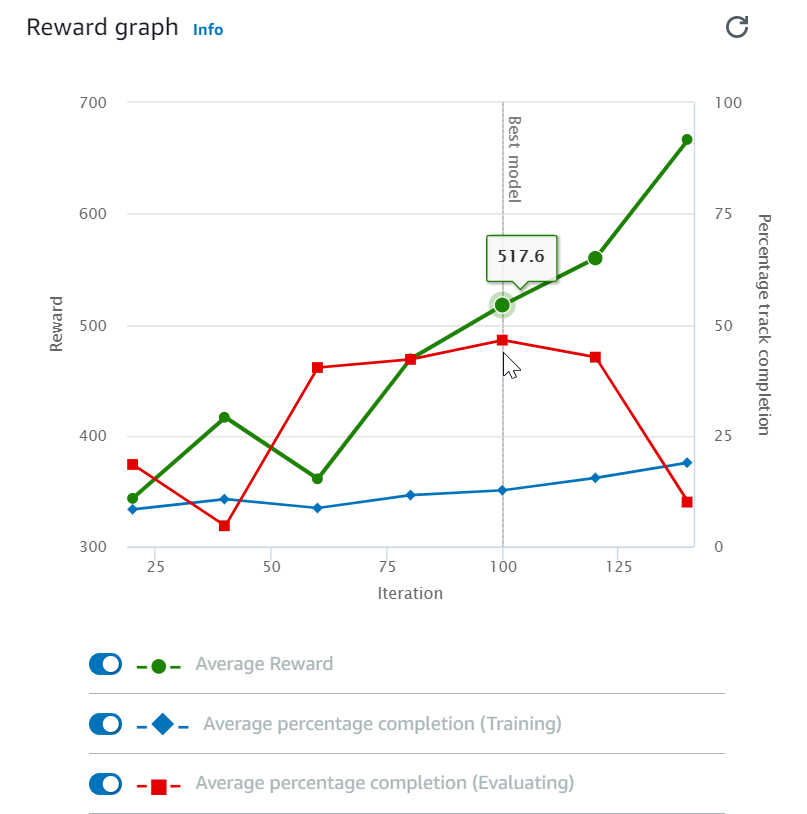 Reward graph Info
700
600
500
400
300
Reward
Best model
517.6
100
75
50
25
0
Percentage track completion
25 50 75 100 125
Iteration
Average Reward
Average percentage completion (Training)
Average percentage completion (Evaluating)